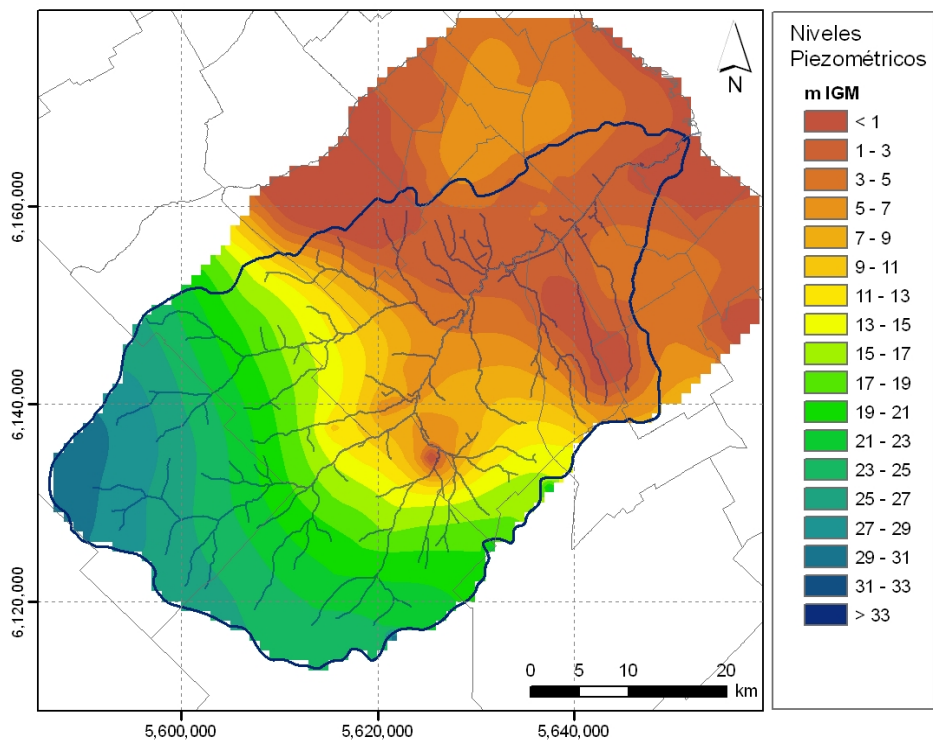 Niveles
Piezométricos
m IGM
< 1
1 - 3
3 - 5
5 - 7
7 - 9
9 - 11
11 - 13
13 - 15
15 - 17
17 - 19
19 - 21
21 - 23
23 - 25
25 - 27
27 - 29
29 - 31
31 - 33
> 33
N
6,160,000
6,140,000
6,120,000
0 5 10 20
km
5,600,000 5,620,000 5,640,000